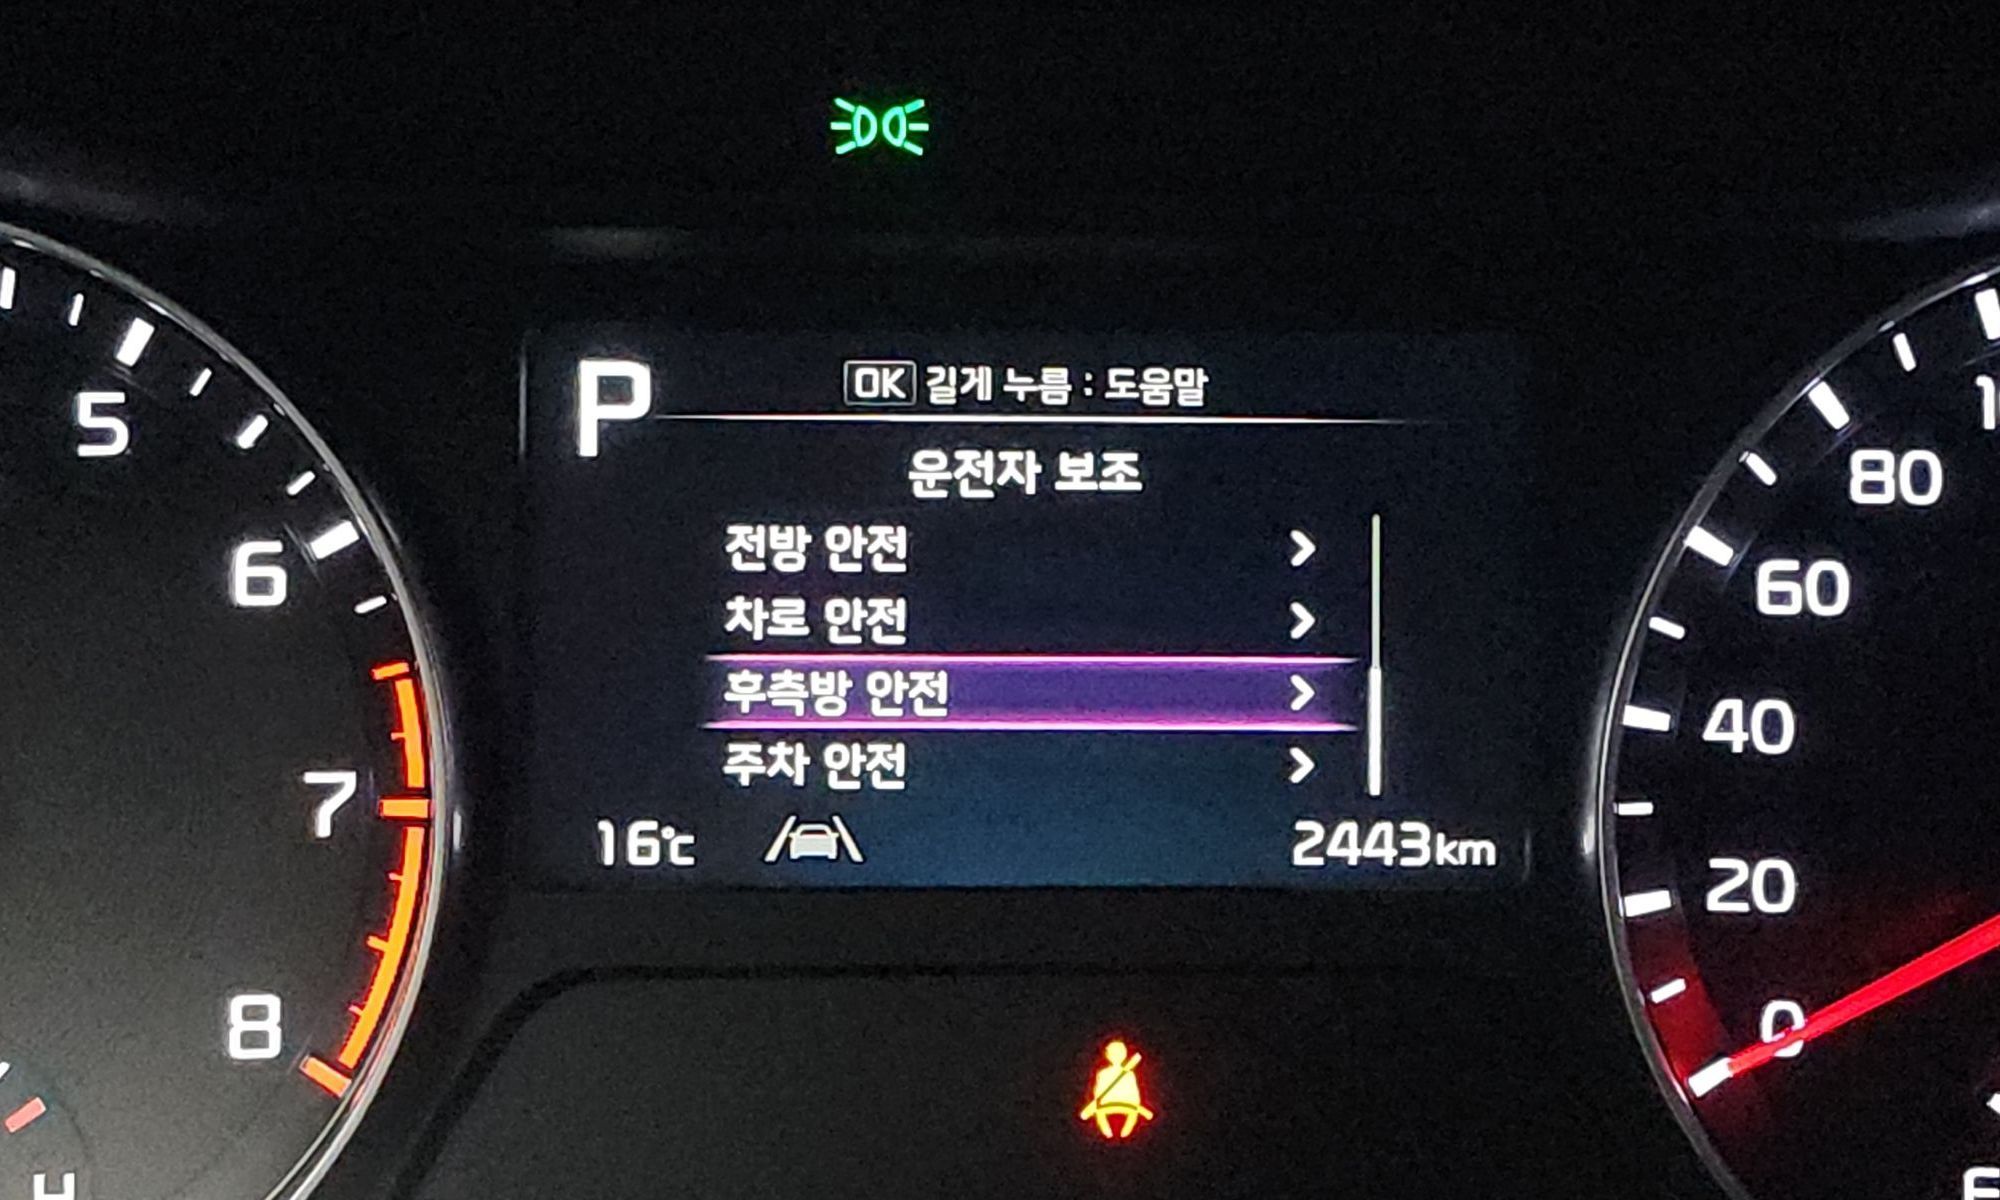 P
OK 길게 누름 : 도움말
운전자 보조
전방 안전
차로 안전
후측방 안전
주차 안전
16℃
2443km
5
6
7
8
H
80
60
40
20
0